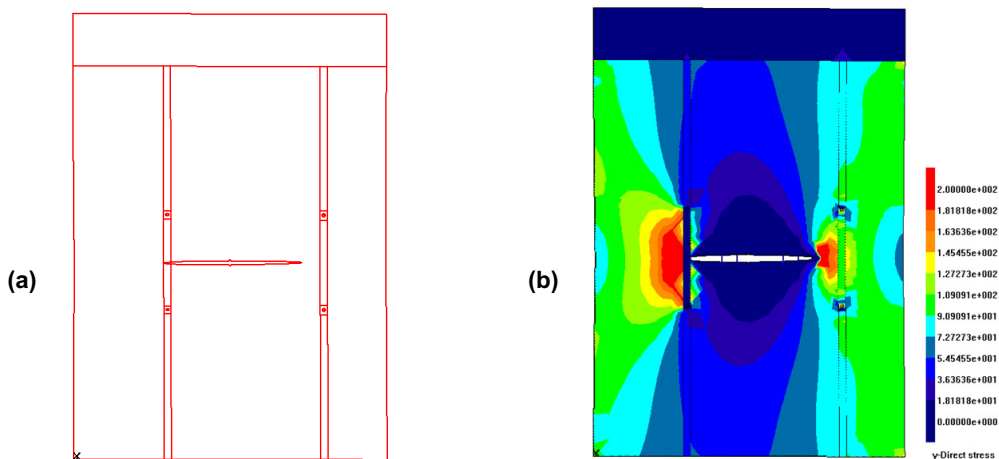 (a)
(b)
2.00000e+002
1.81818e+002
1.63636e+002
1.45455e+002
1.27273e+002
1.09091e+002
9.09091e+001
7.27273e+001
5.45455e+001
3.63636e+001
1.81818e+001
0.00000e+000
y-Direct stress